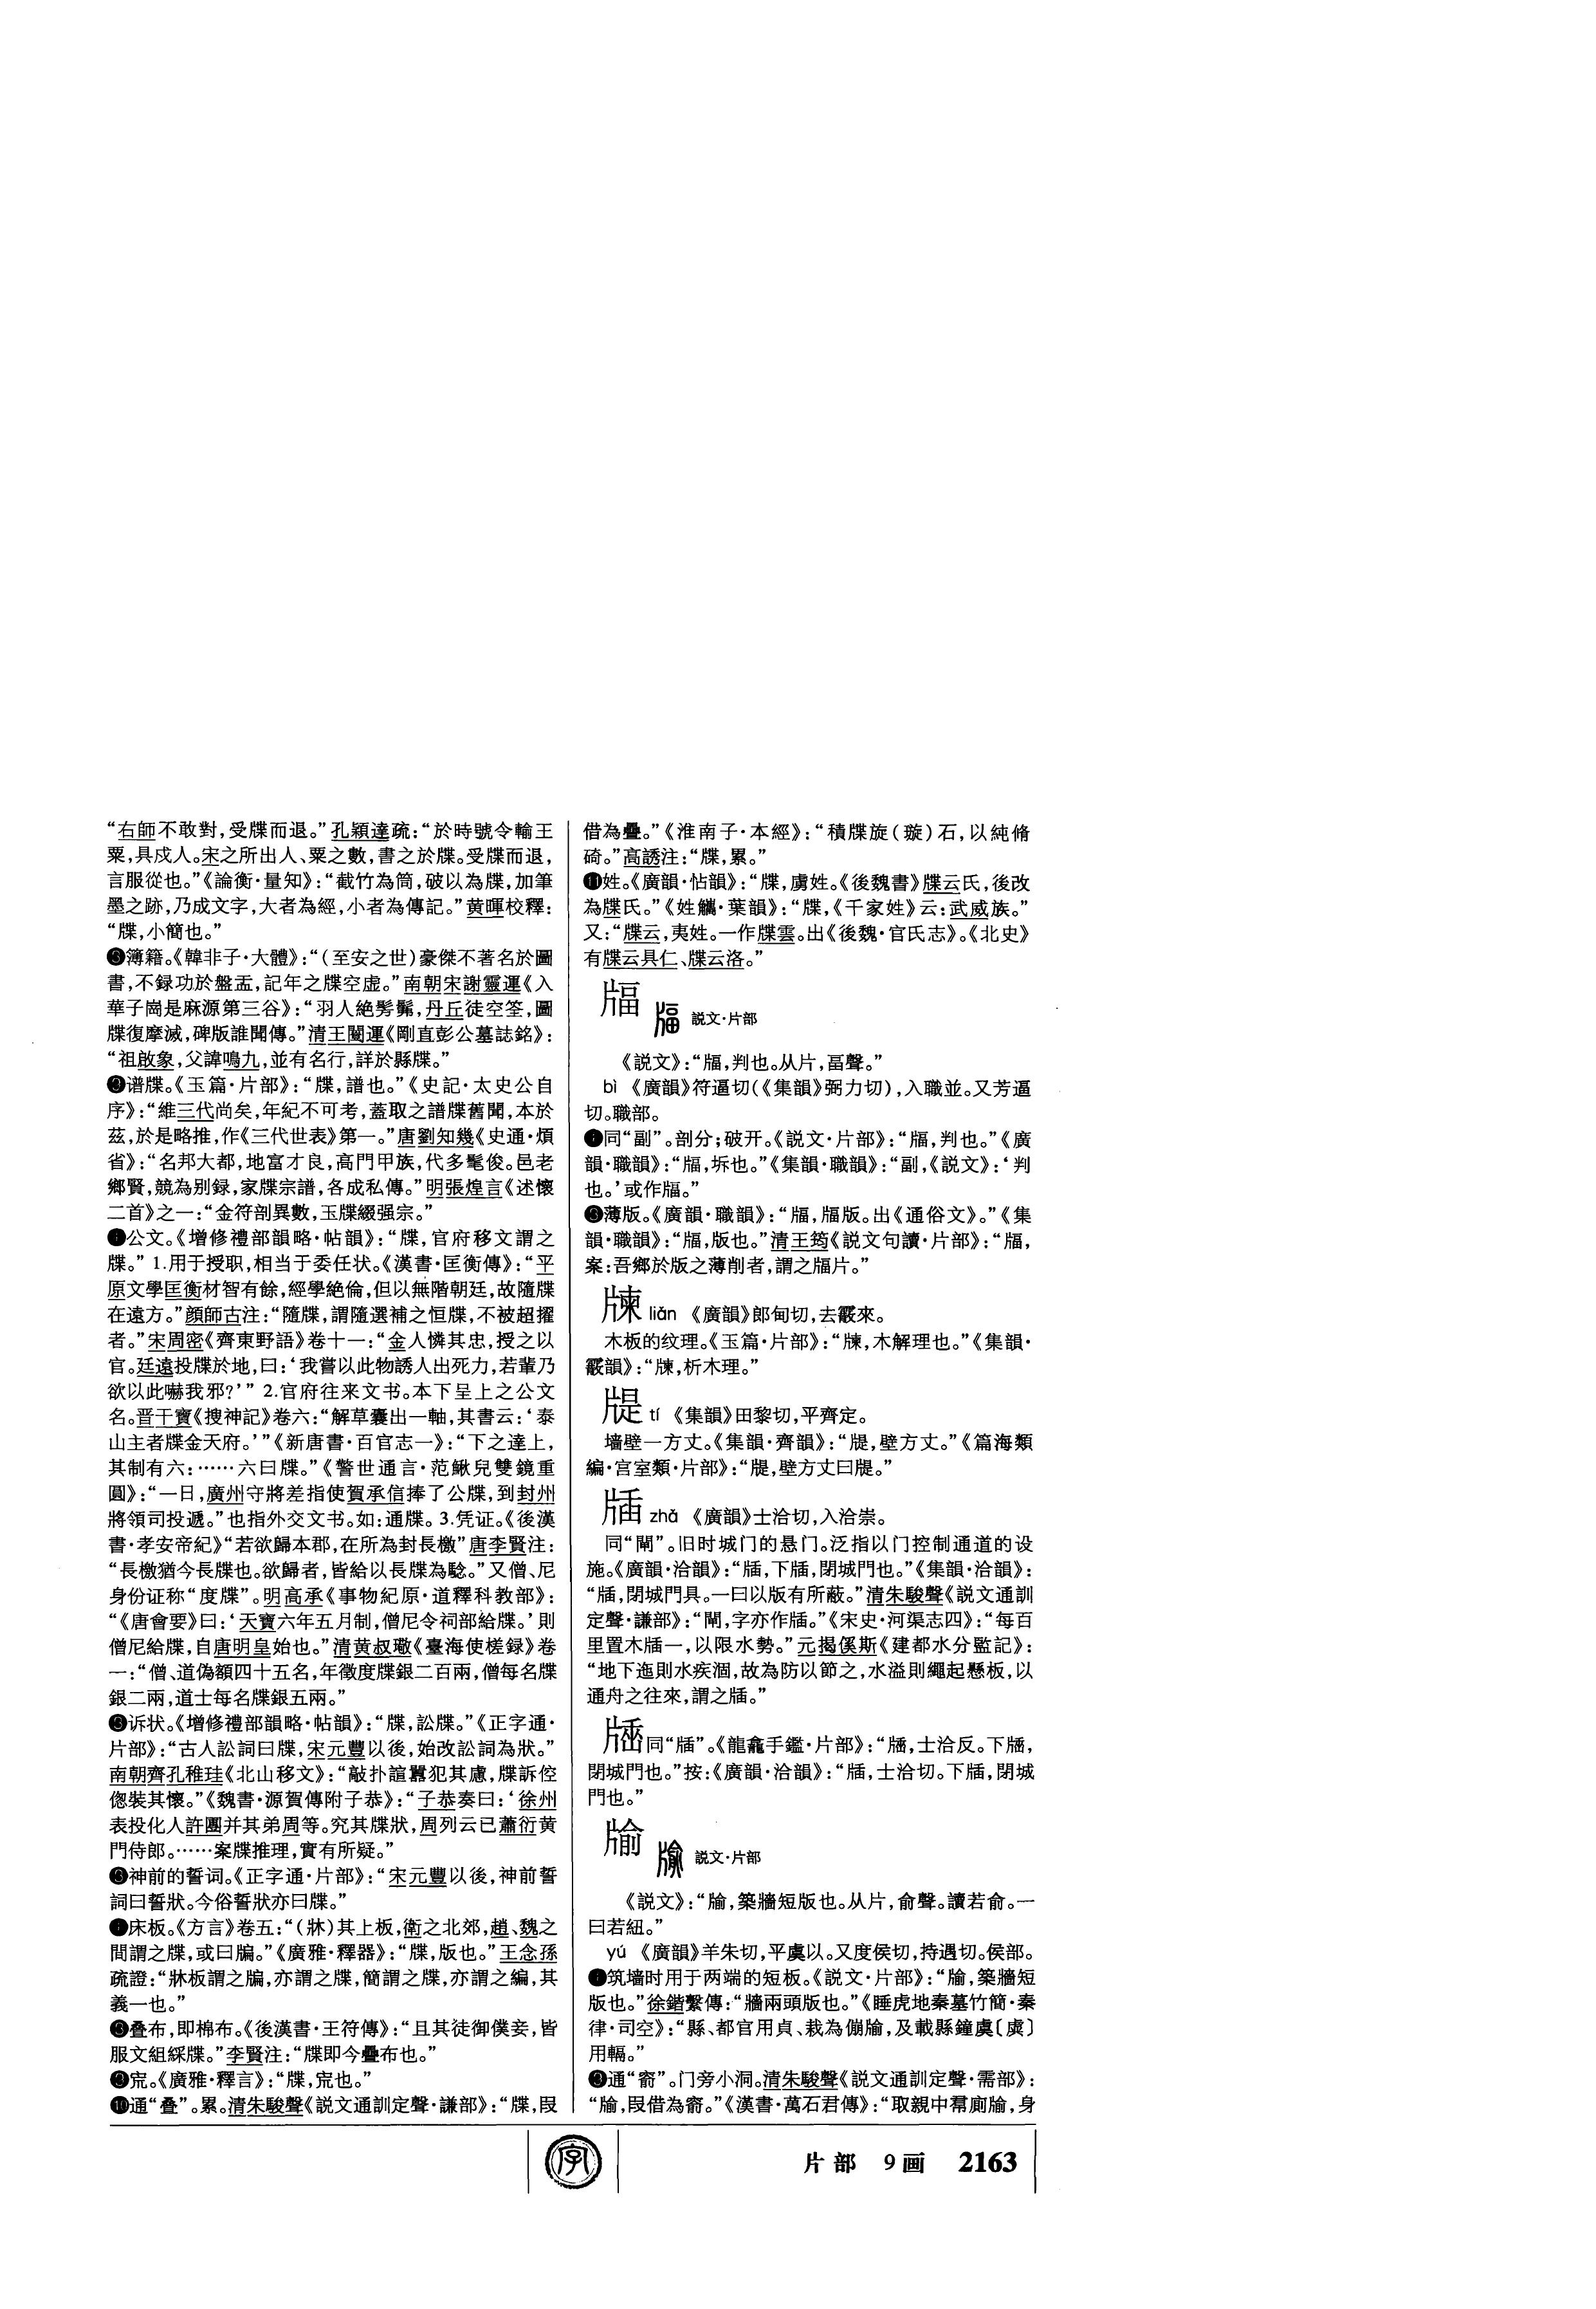 “右師不敢對，受牒而退。”孔穎達疏：“於時號令輸王
粟，具戍人。宋之所出人、粟之數，書之於牒。受牒而退，
言服從也。”《論衡·量知》：“截竹為筒，破以為牒，加筆
墨之跡，乃成文字，大者為經，小者為傳記。”黄暉校釋：
“牒，小簡也。”
簿籍。《韓非子·大體》：“（至安之世）豪傑不著名於圖
書，不録功於盤盂，記年之牒空虚。”南朝宋謝靈運《入
華子崗是麻源第三谷》：“羽人絶髣髴，丹丘徒空筌，圖
牒復摩滅，碑版誰聞傳。”清王闓運《剛直彭公墓誌銘》：
“祖啟象，父諱鳴九，並有名行，詳於縣牒。”
谱牒。《玉篇·片部》：“牒，譜也。”《史記·太史公自
序》：“維三代尚矣，年紀不可考，蓋取之譜牒舊聞，本於
茲，於是略推，作《三代世表》第一。”唐劉知幾《史通·煩
省》：“名邦大都，地富才良，高門甲族，代多髦俊。邑老
鄉賢，競為别録，家牒宗譜，各成私傳。”明張煌言《述懷
二首》之一：“金符剖異數，玉牒綴强宗。”
公文。《增修禮部韻略·帖韻》：“牒，官府移文謂之
牒。”1.用于授职，相当于委任状。《漢書·匡衡傳》：“平
原文學匡衡材智有餘，經學絶倫，但以無階朝廷，故隨牒
在遠方。”顔師古注：“隨牒，謂隨選補之恒牒，不被超擢
者。”宋周密《齊東野語》卷十一：“金人憐其忠，授之以
官。廷遠投牒於地，曰：‘我嘗以此物誘人出死力，若輩乃
欲以此嚇我邪？’”2.官府往来文书。本下呈上之公文
名。晋干寶《搜神記》卷六：“解草囊出一軸，其書云：‘泰
山主者牒金天府。’”《新唐書·百官志一》：“下之達上，
其制有六：……六曰牒。”《警世通言·范鰍兒雙鏡重
圓》：“一日，廣州守將差指使賀承信捧了公牒，到封州
將領司投遞。”也指外交文书。如：通牒。3.凭证。《後漢
書·孝安帝紀》“若欲歸本郡，在所為封長檄”唐李賢注：
“長檄猶今長牒也。欲歸者，皆給以長牒為驗。”又僧、尼
身份证称“度牒”。明高承《事物紀原·道釋科教部》：
“《唐會要》曰：‘天寶六年五月制，僧尼令祠部給牒。’則
僧尼給牒，自唐明皇始也。”清黄叔璥《臺海使槎録》卷
一：“僧、道偽額四十五名，年徵度牒銀二百兩，僧每名牒
銀二兩，道士每名牒銀五兩。”
诉状。《增修禮部韻略·帖韻》：“牒，訟牒。”《正字通·
片部》：“古人訟詞曰牒，宋元豐以後，始改訟詞為狀。”
南朝齊孔稚珪《北山移文》：“敲扑諠囂犯其慮，牒訴倥
偬裝其懷。”《魏書·源賀傳附子恭》：“子恭奏曰：‘徐州
表投化人許團并其弟周等。究其牒狀，周列云已蕭衍黄
門侍郎。……案牒推理，實有所疑。”
神前的誓词。《正字通·片部》：“宋元豐以後，神前誓
詞曰誓狀。今俗誓狀亦曰牒。”
床板。《方言》卷五：“（牀）其上板，衛之北郊，趙、魏之
間謂之牒，或曰牑。”《廣雅·釋器》：“牒，版也。”王念孫
疏證：“牀板謂之牑，亦謂之牒，簡謂之牒，亦謂之編，其
義一也。”
叠布，即棉布。《後漢書·王符傳》：“且其徒御僕妾，皆
服文組綵牒。”李賢注：“牒即今疊布也。”
宺。《廣雅·釋言》：“牒，宺也。”
⓫通“叠”。累。清朱駿聲《説文通訓定聲·謙部》：“牒，叚
借為疊。”《淮南子·本經》：“積牒旋（璇）石，以純脩
碕。”高誘注：“牒，累。”
⓫姓。《廣韻·帖韻》：“牒，虜姓。《後魏書》牒云氏，後改
為牒氏。”《姓觿·葉韻》：“牒，《千家姓》云：武威族。”
又：“牒云，夷姓。一作牒雲。出《後魏·官氏志》。《北史》
有牒云具仁、牒云洛。”
牑 説文·片部
《説文》：“㽬，判也。从片，畐聲。”
bì 《廣韻》符逼切（《集韻》弼力切），入職並。又芳逼
切。職部。
同“副”。剖分；破开。《説文·片部》：“判也。”《廣
韻·職韻》：“坼也。”《集韻·職韻》：“副，《説文》：‘判
也。’或作。”
薄版。《廣韻·職韻》：“版。出《通俗文》。”《集
韻·職韻》：“版也。”清王筠《説文句讀·片部》：
案：吾鄉於版之薄削者，謂之片。”
liǎn 《廣韻》郎甸切，去霰來。
木板的纹理。《玉篇·片部》：“木解理也。”《集韻·
霰韻》：“析木理。”
tí 《集韻》田黎切，平齊定。
墙壁一方丈。《集韻·齊韻》：“壁方丈。”《篇海類
編·宫室類·片部》：“壁方丈曰。”
牐 zhǎ 《廣韻》士洽切，入洽崇。
同“閘”。旧时城门的悬门。泛指以门控制通道的设
施。《廣韻·洽韻》：“牐，下牐，閉城門也。”《集韻·洽韻》：
“牐，閉城門具。一曰以版有所蔽。”清朱駿聲《説文通訓
定聲·謙部》：“閘，字亦作牐。”《宋史·河渠志四》：“每百
里置木牐一，以限水勢。”元揭傒斯《建都水分監記》：
“地下迤則水疾涸，故為防以節之，水溢則繩起懸板，以
通舟之往來，謂之牐。”
同“牐”。《龍龕手鑑·片部》：“士洽反。下
閉城門也。”按：《廣韻·洽韻》：“牐，士洽切。下牐，閉城
門也。”
牏 説文·片部
《説文》：“牏，築牆短版也。从片，俞聲。讀若俞。一
曰若紐。”
yú 《廣韻》羊朱切，平虞以。又度侯切，持遇切。侯部。
筑墙时用于两端的短板。《説文·片部》：“牏，築牆短
版也。”徐鍇繫傳：“牆兩頭版也。”《睡虎地秦墓竹簡·秦
律·司空》：“縣、都官用貞、栽為傰牏，及載縣鐘虞〔虡〕
用輻。”
通“窬”。门旁小洞。清朱駿聲《説文通訓定聲·需部》：
“牏，叚借為窬。”《漢書·萬石君傳》：“取親中帬廁牏，身
片部 9画 2163